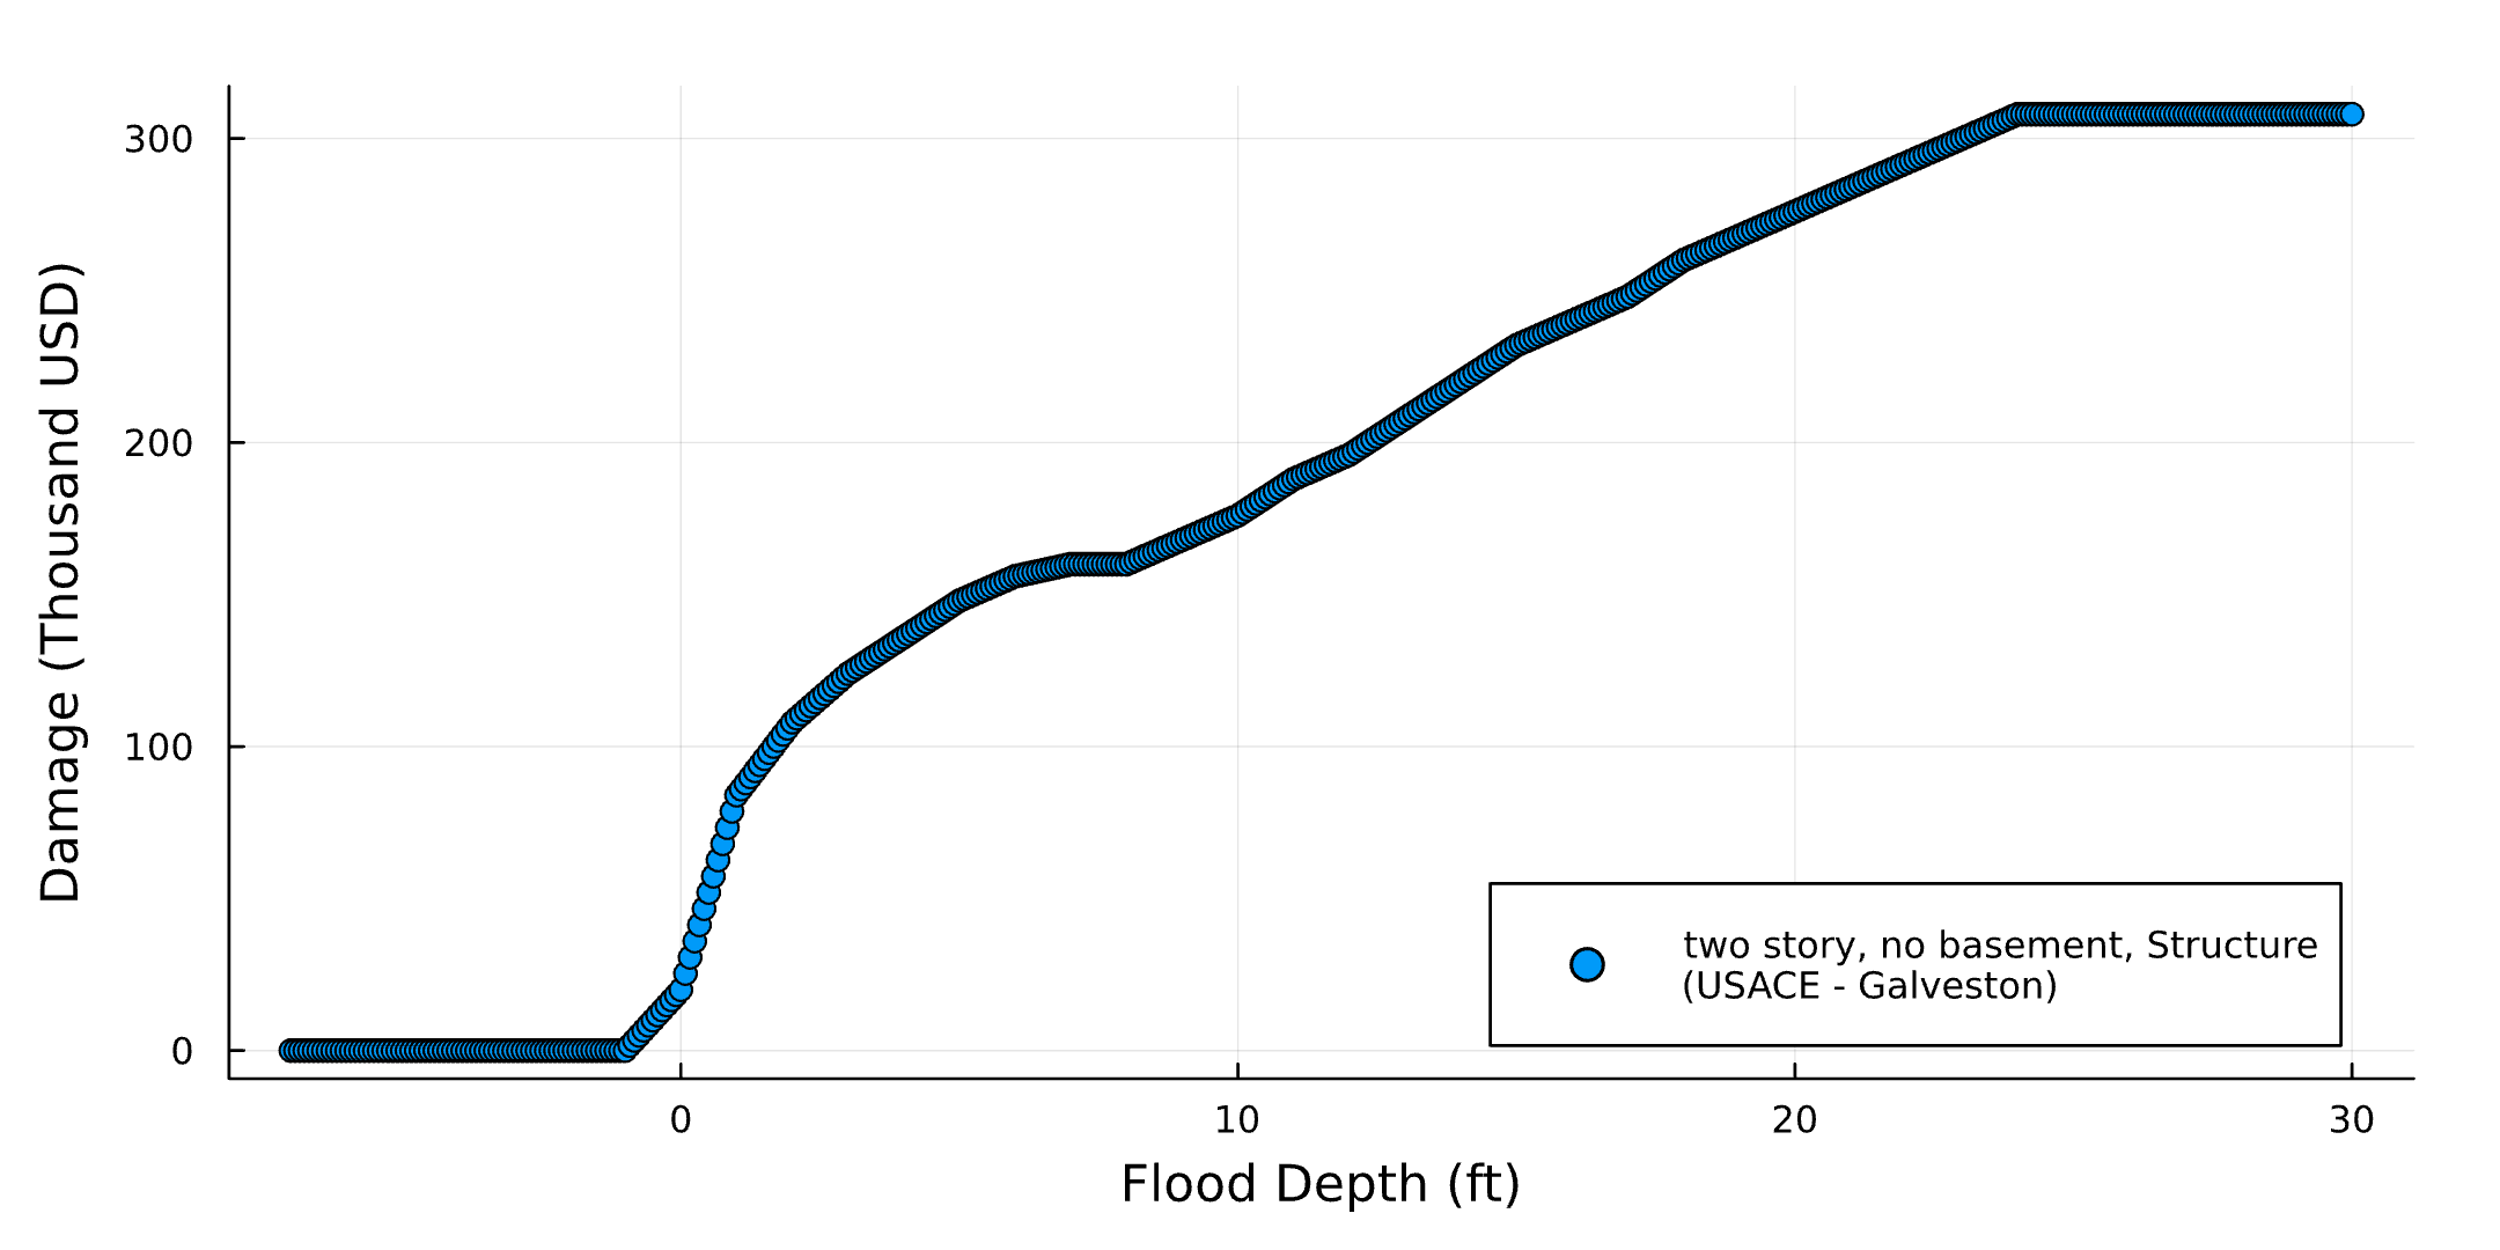 Damage (Thousand USD)
300
200
100
0
two story, no basement, Structure
(USACE - Galveston)
0
10
20
30
Flood Depth (ft)